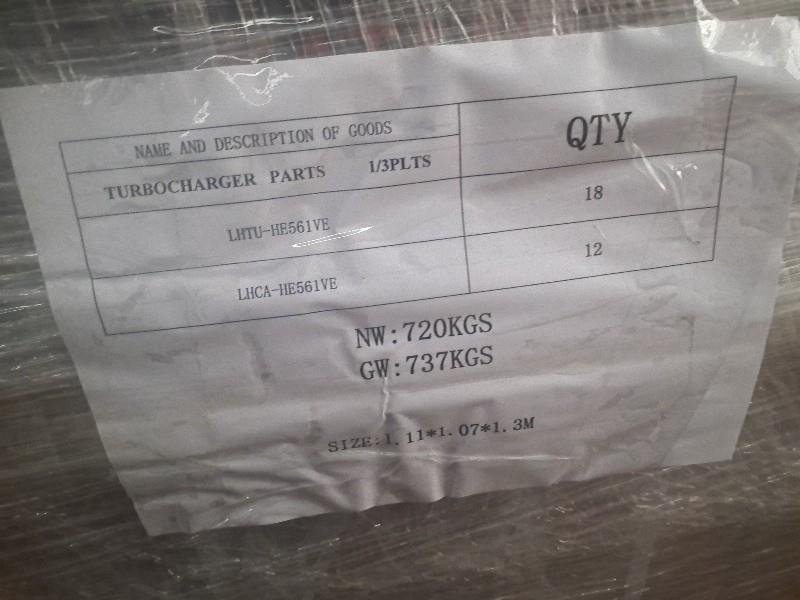 NAME AND DESCRIPTION OF GOODS
QTY
TURBOCHARGER PARTS 1/3PLTS
LHTU-HE561VE 18
LHCA-HE561VE 12
NW:720KGS
GW:737KGS
SIZE:1.11*1.07*1.3M